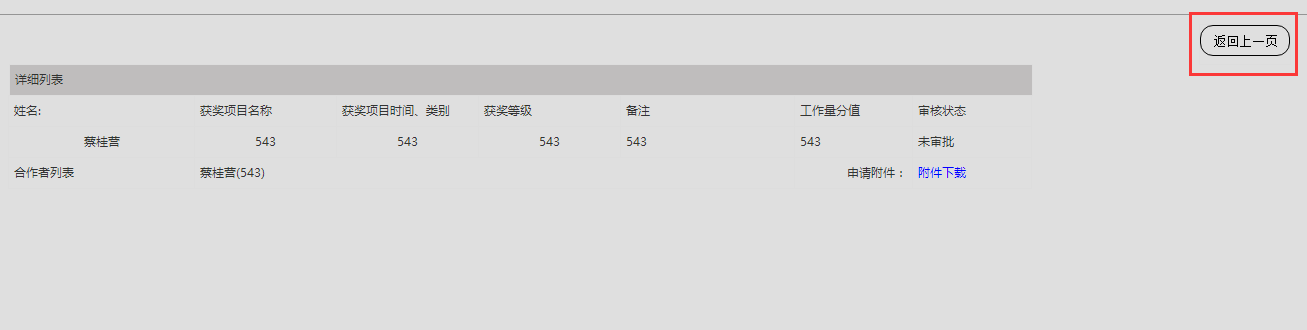 返回上一页
详细列表
姓名: 获奖项目名称 获奖项目时间、类别 获奖等级 备注 工作量分值 审核状态
蔡桂营 543 543 543 543 543 未审批
合作者列表 蔡桂营(543) 申请附件： 附件下载